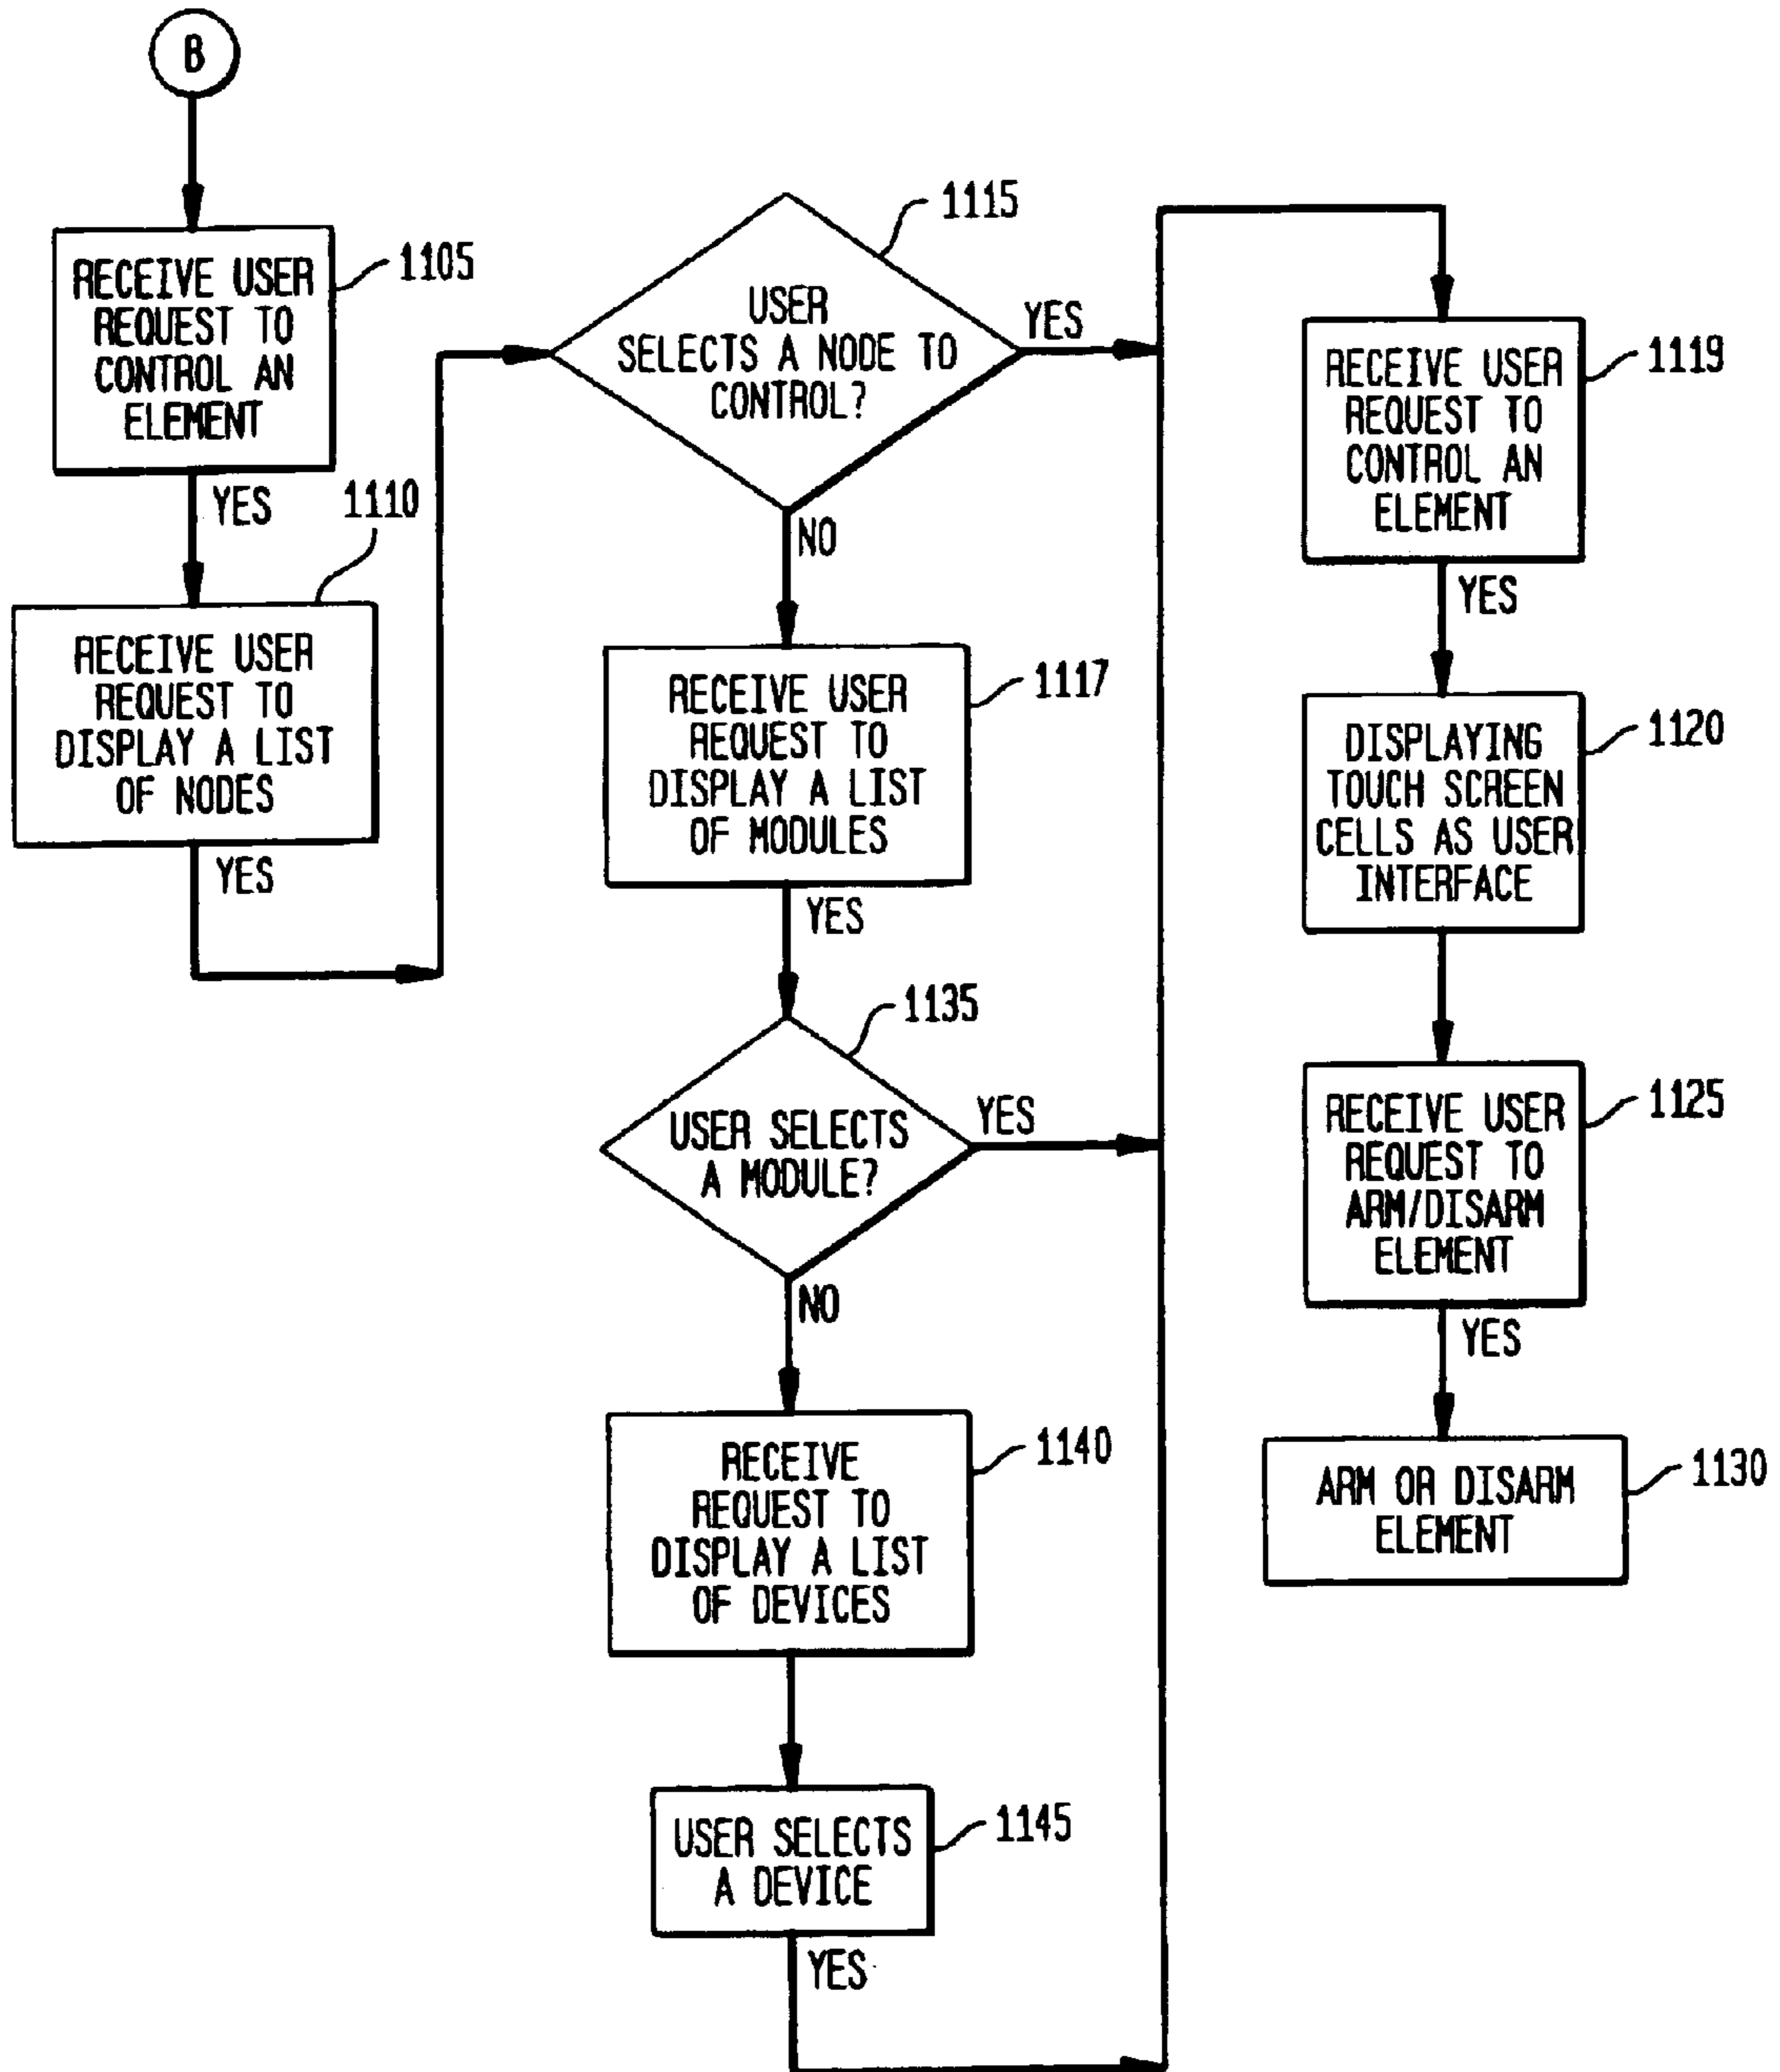 B
RECEIVE USER
REQUEST TO
CONTROL AN
ELEMENT
1105
YES
1110
RECEIVE USER
REQUEST TO
DISPLAY A LIST
OF NODES
YES
1115
USER
SELECTS A NODE TO
CONTROL?
YES
NO
RECEIVE USER
REQUEST TO
DISPLAY A LIST
OF MODULES
1117
YES
1135
USER SELECTS
A MODULE?
YES
NO
RECEIVE
REQUEST TO
DISPLAY A LIST
OF DEVICES
1140
USER SELECTS
A DEVICE
1145
YES
RECEIVE USER
REQUEST TO
CONTROL AN
ELEMENT
1119
YES
DISPLAYING
TOUCH SCREEN
CELLS AS USER
INTERFACE
1120
RECEIVE USER
REQUEST TO
ARM/DISARM
ELEMENT
1125
YES
ARM OR DISARM
ELEMENT
1130